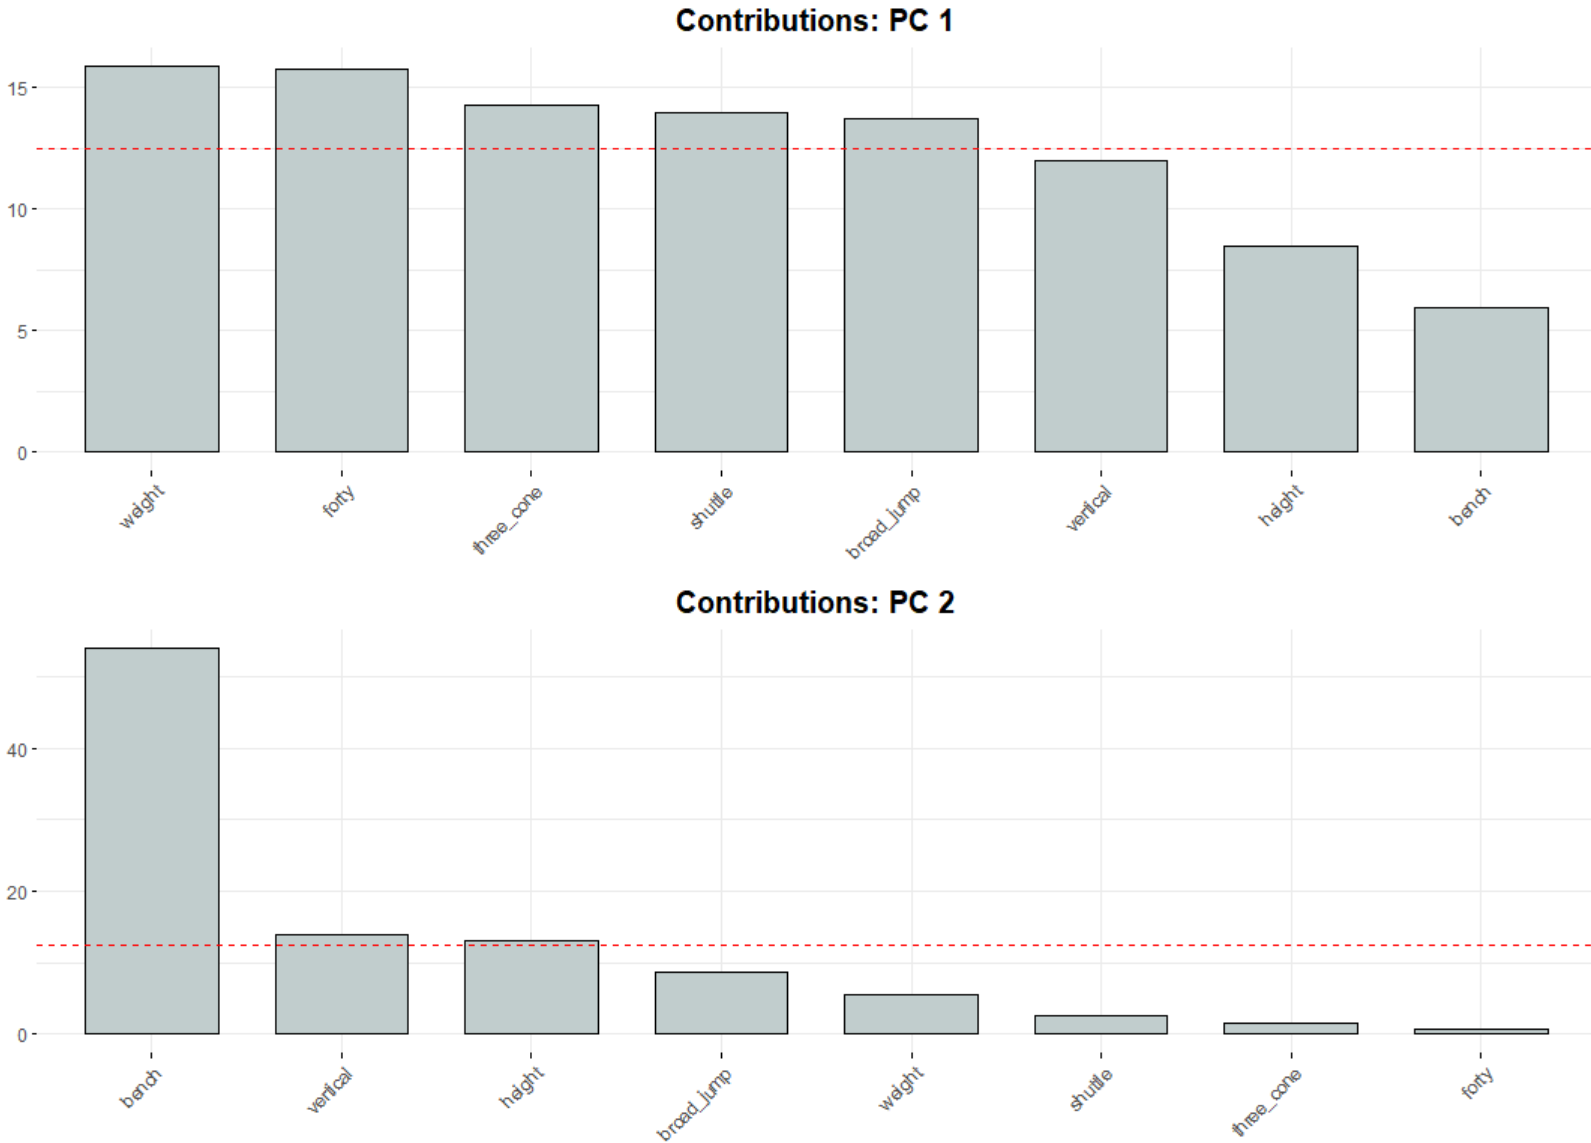 Contributions: PC 1
15
10
5
0
weight
forty
three_cone
shuttle
broad_jump
vertical
height
bench
Contributions: PC 2
40
20
0
bench
vertical
height
broad_jump
weight
shuttle
three_cone
forty